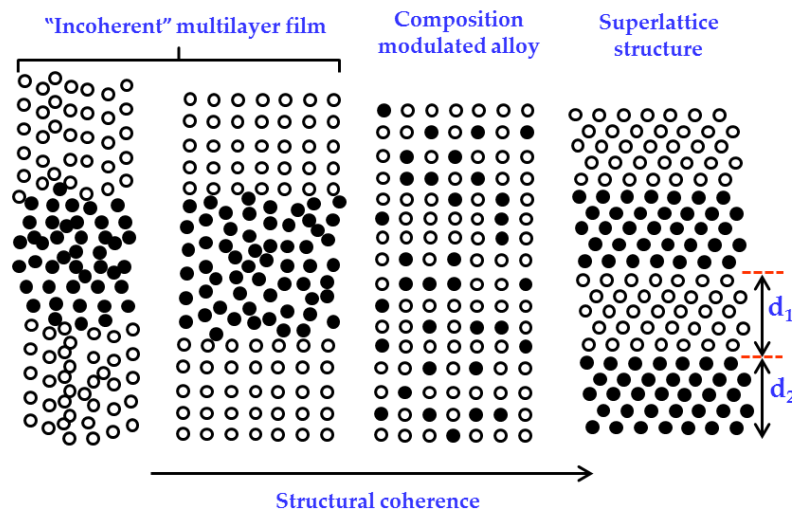 "Incoherent" multilayer film
Composition
modulated alloy
Superlattice
structure
d₁
d₂
Structural coherence